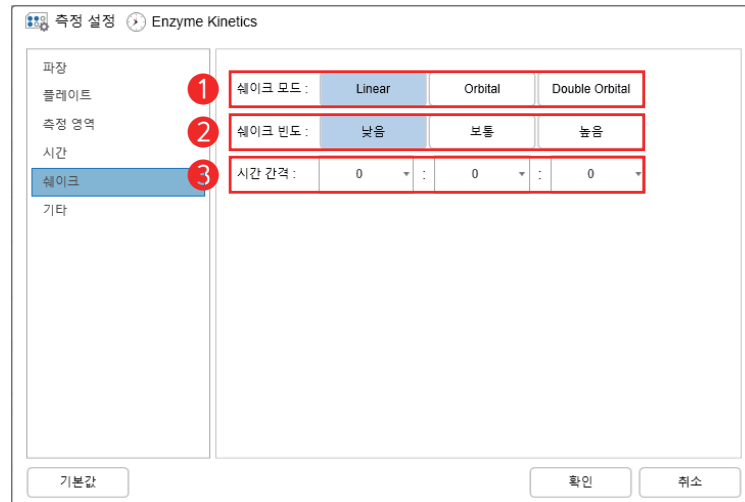 측정 설정 Enzyme Kinetics
파장
플레이트
측정 영역
시간
쉐이크
기타
1 쉐이크 모드 : Linear Orbital Double Orbital
2 쉐이크 빈도 : 낮음 보통 높음
3 시간 간격 : 0 : 0 : 0
기본값 확인 취소